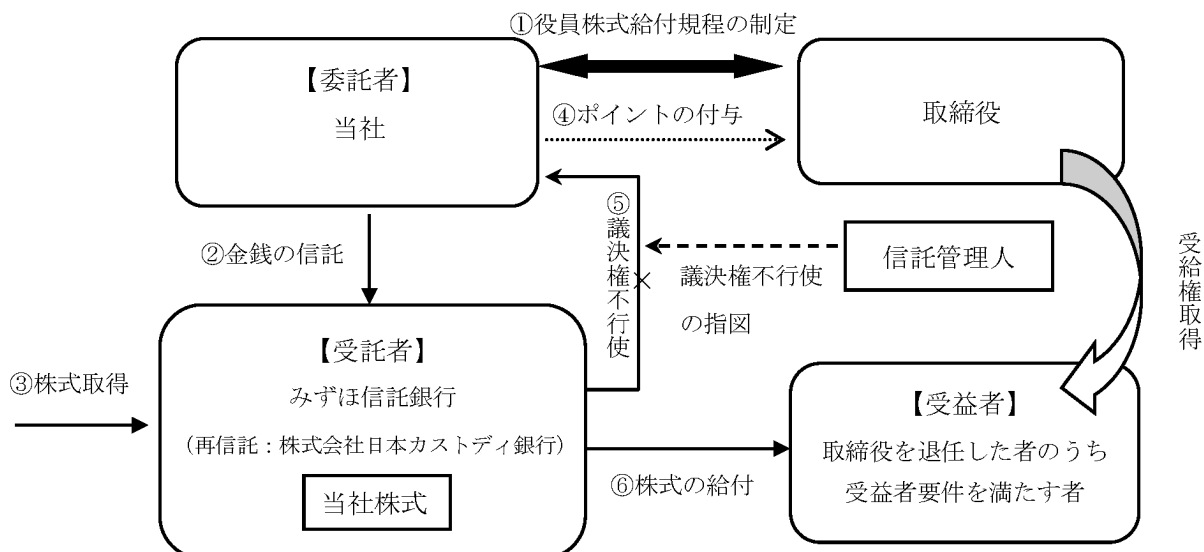 ①役員株式給付規程の制定
【委託者】
当社
④ポイントの付与
取締役
②金銭の信託
⑤議決権不行使
×
議決権不行使
の指図
信託管理人
受給権取得
③株式取得
【受託者】
みずほ信託銀行
(再信託：株式会社日本カストディ銀行)
当社株式
⑥株式の給付
【受益者】
取締役を退任した者のうち
受益者要件を満たす者